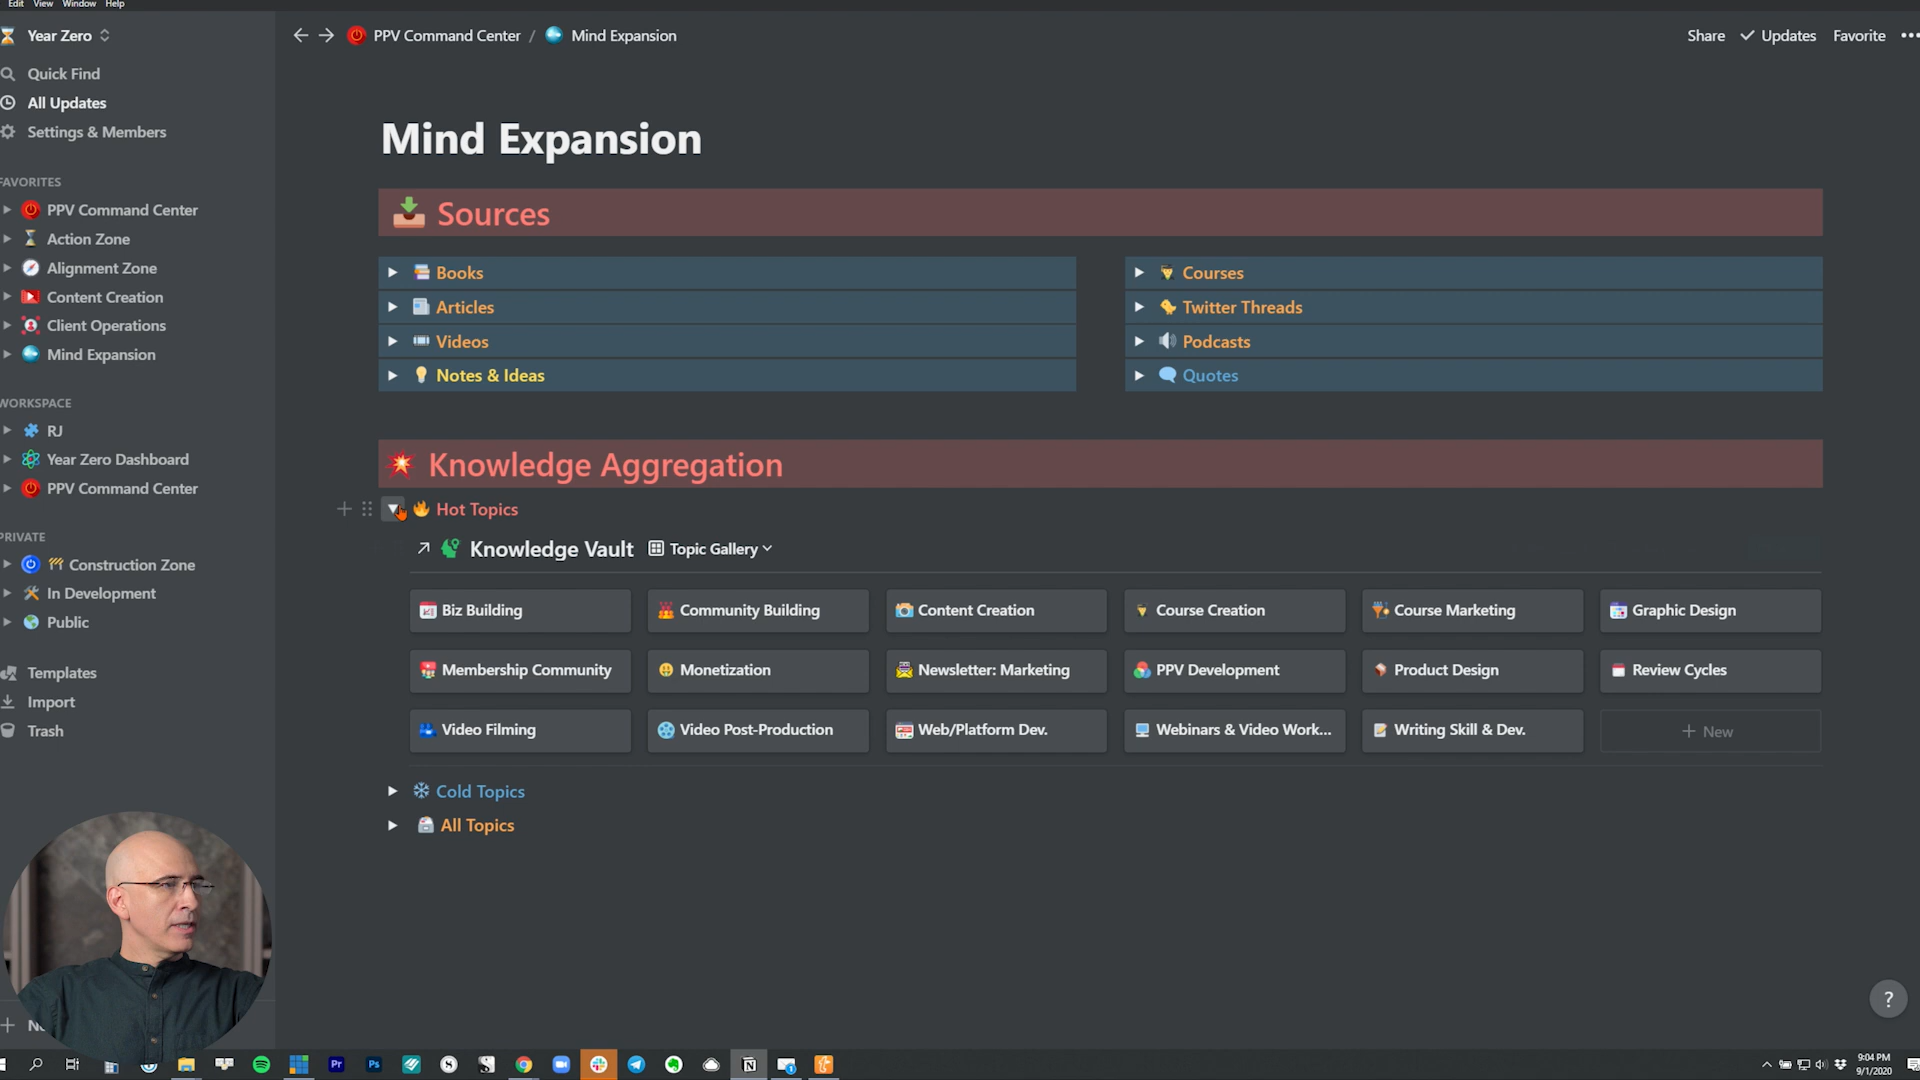 Edit View Window Help
Year Zero
Quick Find
All Updates
Settings & Members
FAVORITES
PPV Command Center
Action Zone
Alignment Zone
Content Creation
Client Operations
Mind Expansion
WORKSPACE
RJ
Year Zero Dashboard
PPV Command Center
PRIVATE
Construction Zone
In Development
Public
Templates
Import
Trash
PPV Command Center / Mind Expansion
Share Updates Favorite
Mind Expansion
Sources
Books
Articles
Videos
Notes & Ideas
Courses
Twitter Threads
Podcasts
Quotes
Knowledge Aggregation
Hot Topics
Knowledge Vault Topic Gallery
Biz Building Community Building Content Creation Course Creation Course Marketing Graphic Design
Membership Community Monetization Newsletter: Marketing PPV Development Product Design Review Cycles
Video Filming Video Post-Production Web/Platform Dev. Webinars & Video Work... Writing Skill & Dev. + New
Cold Topics
All Topics
?
Pr Ps
9:04 PM
9/1/2020